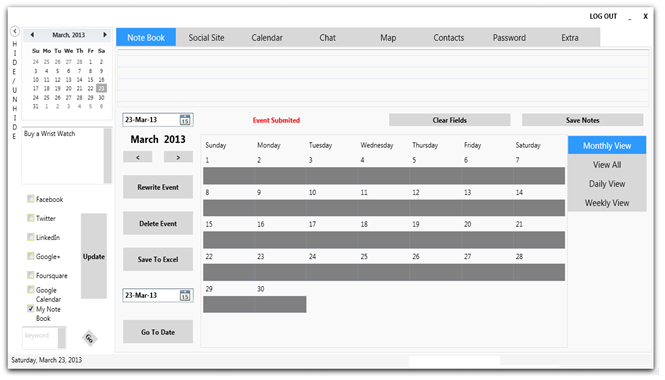 LOG OUT _ X
HIDE/UNHIDE
March, 2013
Su Mo Tu We Th Fr Sa
24 25 26 27 28 1 2
3 4 5 6 7 8 9
10 11 12 13 14 15 16
17 18 19 20 21 22 23
24 25 26 27 28 29 30
31 1 2 3 4 5 6
Note Book Social Site Calendar Chat Map Contacts Password Extra
Buy a Wrist Watch
Facebook
Twitter
LinkedIn
Google+
Foursquare
Google
Calendar
My Note
Book
Update
keyword
Go
23-Mar-13 15
Event Submited
Clear Fields
Save Notes
March 2013
< >
Rewrite Event
Delete Event
Save To Excel
23-Mar-13 15
Go To Date
Sunday Monday Tuesday Wednesday Thursday Friday Saturday
1 2 3 4 5 6 7
8 9 10 11 12 13 14
15 16 17 18 19 20 21
22 23 24 25 26 27 28
29 30
Monthly View
View All
Daily View
Weekly View
Saturday, March 23, 2013